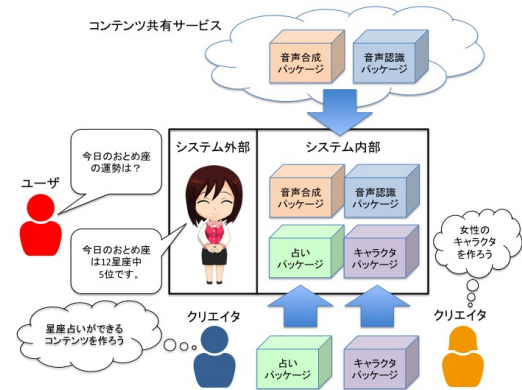 コンテンツ共有サービス
音声合成
パッケージ
音声認識
パッケージ
システム外部
システム内部
今日のおとめ座
の運勢は？
ユーザ
音声合成
パッケージ
音声認識
パッケージ
今日のおとめ座
は12星座中
5位です。
占い
パッケージ
キャラクタ
パッケージ
女性の
キャラクタ
を作ろう
星座占いができる
コンテンツを作ろう
クリエイタ
クリエイタ
占い
パッケージ
キャラクタ
パッケージ